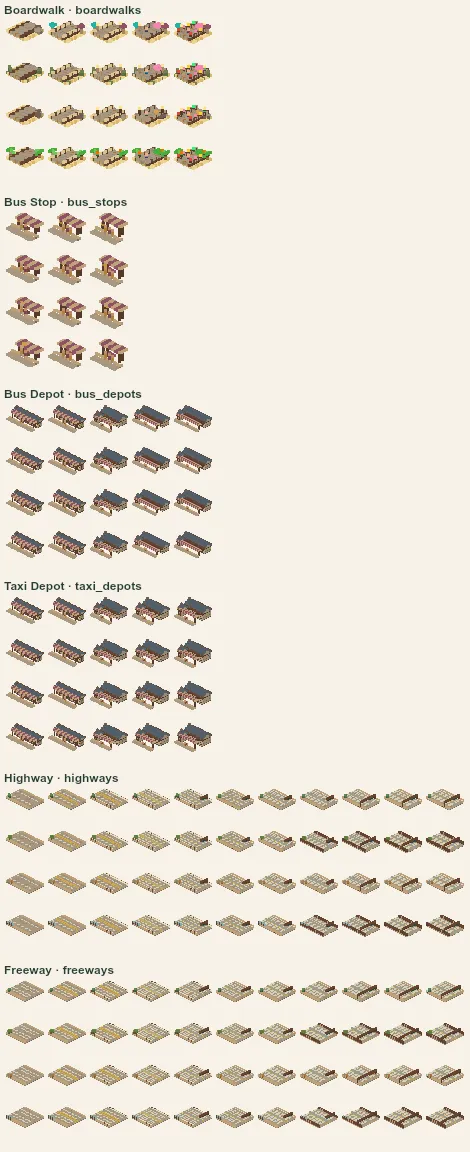 Boardwalk · boardwalks
Bus Stop · bus_stops
Bus Depot · bus_depots
Taxi Depot · taxi_depots
Highway · highways
Freeway · freeways